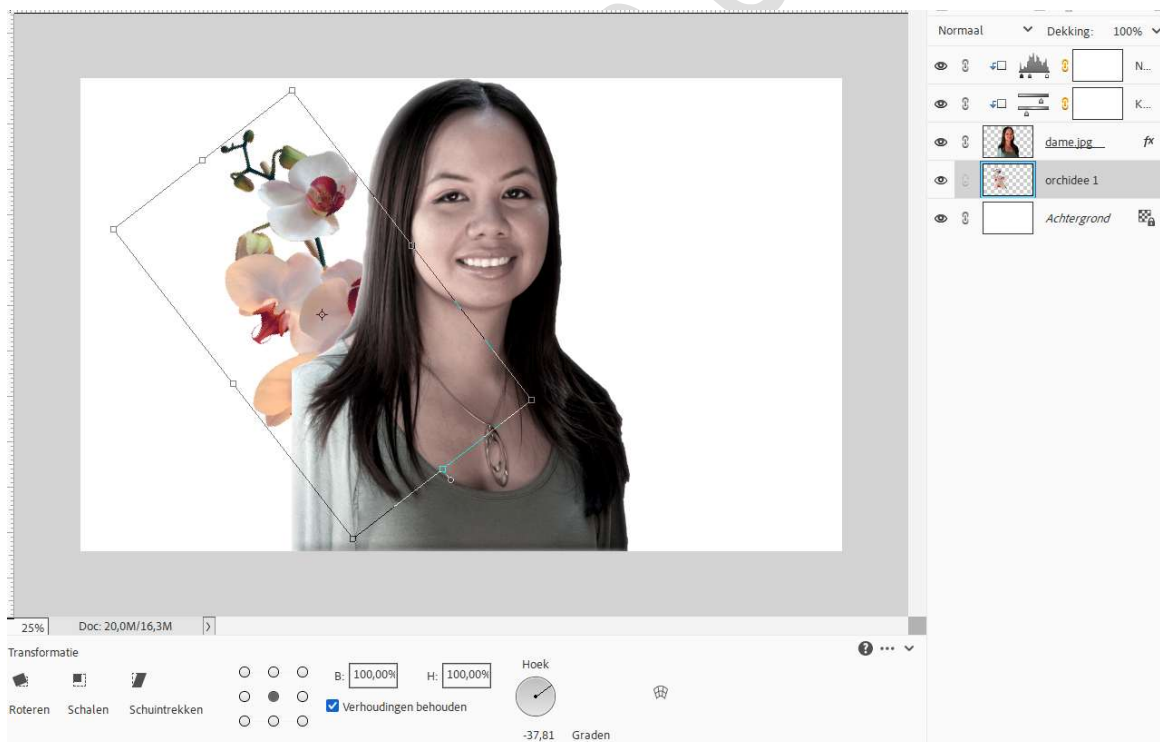 Normaal Dekking: 100%
N...
K...
dame.jpg fx
orchidee 1
Achtergrond
25% Doc: 20,0M/16,3M >
Transformatie
Roteren Schalen Schuintrekken
B: 100,00% H: 100,00%
Verhoudingen behouden
Hoek
-37,81 Graden